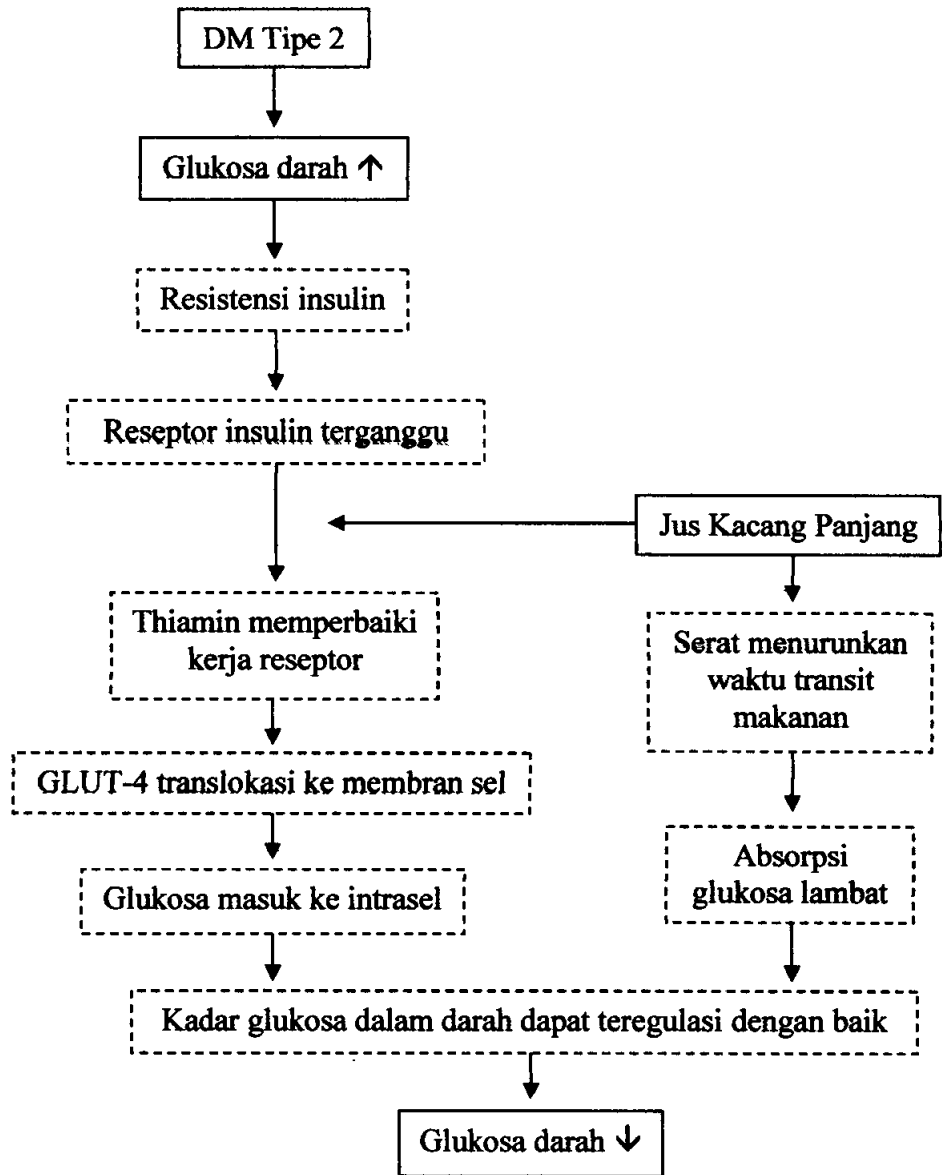 DM Tipe 2
Glukosa darah ↑
Resistensi insulin
Reseptor insulin terganggu
Jus Kacang Panjang
Thiamin memperbaiki
kerja reseptor
Serat menurunkan
waktu transit
makanan
GLUT-4 translokasi ke membran sel
Absorpsi
glukosa lambat
Glukosa masuk ke intrasel
Kadar glukosa dalam darah dapat teregulasi dengan baik
Glukosa darah ↓